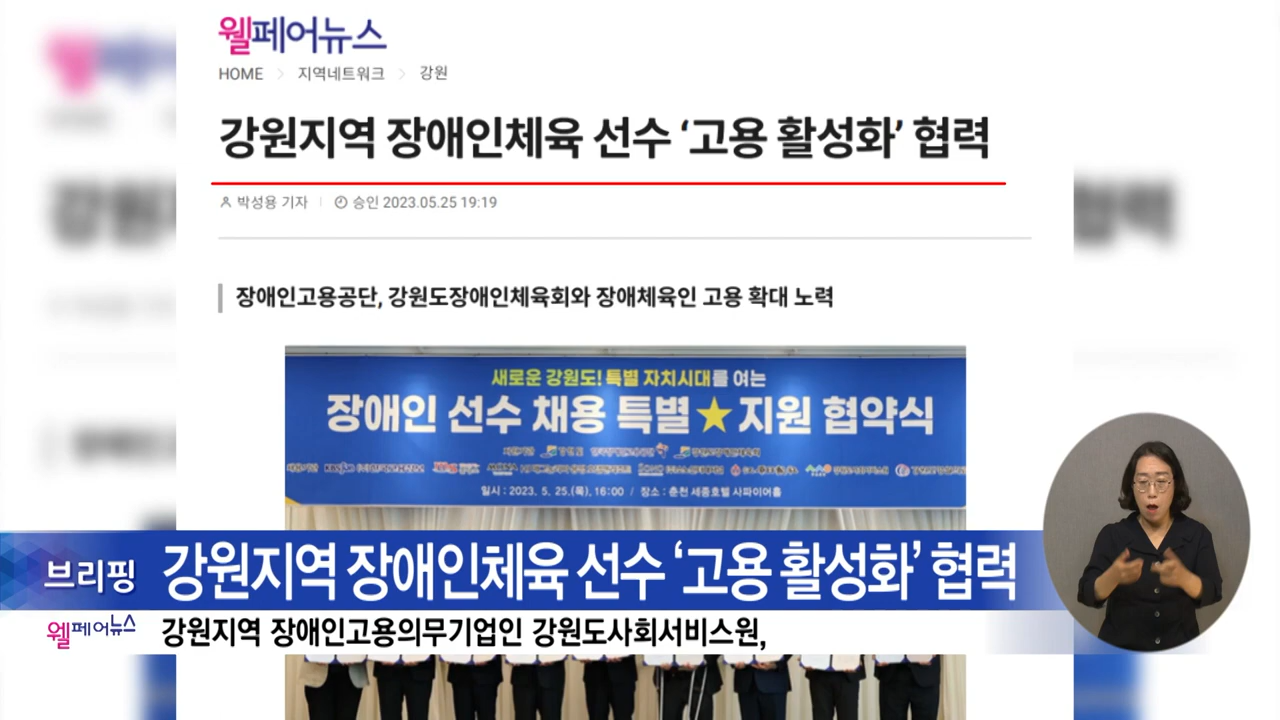 웰페어뉴스
HOME > 지역네트워크 > 강원
강원지역 장애인체육 선수 ‘고용 활성화’ 협력
박성용 기자 | 승인 2023.05.25 19:19
장애인고용공단, 강원도장애인체육회와 장애체육인 고용 확대 노력
새로운 강원도! 특별 자치시대를 여는
장애인 선수 채용 특별★지원 협약식
일시 : 2023. 5. 25.(목), 16:00 / 장소 : 춘천 세종호텔 사파이어홀
브리핑 강원지역 장애인체육 선수 ‘고용 활성화’ 협력
웰페어뉴스 강원지역 장애인고용의무기업인 강원도사회서비스원,